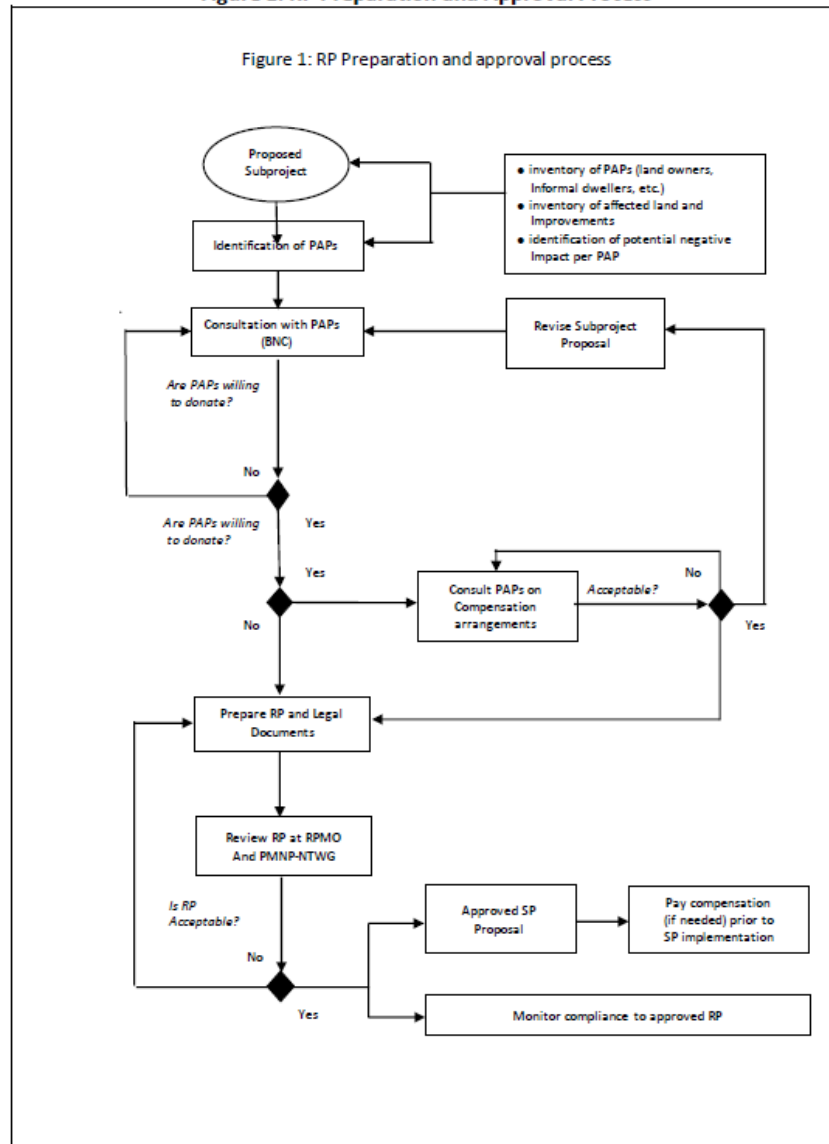 Figure 1: RP Preparation and approval process
Proposed
Subproject
● inventory of PAPs (land owners,
Informal dwellers, etc.)
● inventory of affected land and
Improvements
● identification of potential negative
Impact per PAP
Identification of PAPs
Consultation with PAPs
(BNC)
Revise Subproject
Proposal
Are PAPs willing
to donate?
No
Are PAPs willing
to donate?
Yes
Yes
No
Consult PAPs on
Compensation
arrangements
Acceptable?
No
Yes
Prepare RP and Legal
Documents
Review RP at RPMO
And PMNP-NTWG
Is RP
Acceptable?
No
Yes
Approved SP
Proposal
Pay compensation
(if needed) prior to
SP implementation
Monitor compliance to approved RP